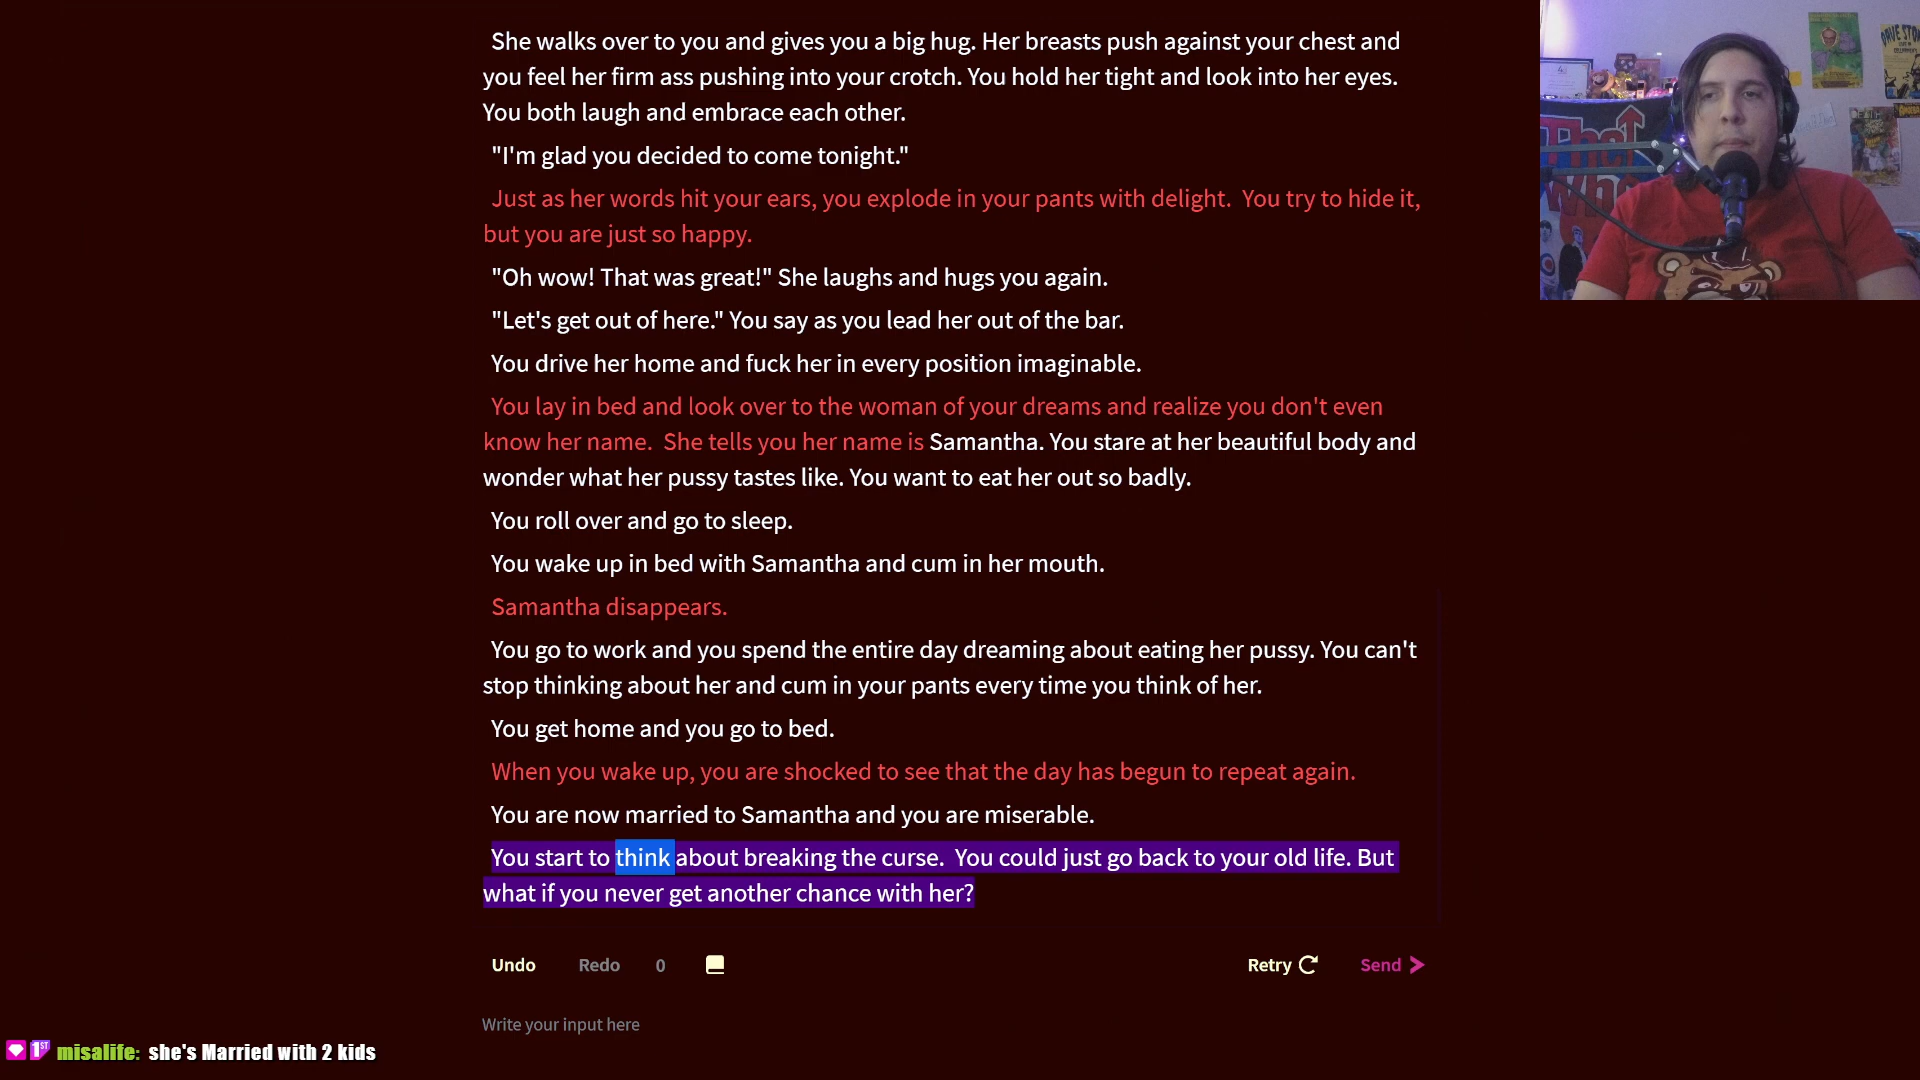 She walks over to you and gives you a big hug. Her breasts push against your chest and
you feel her firm ass pushing into your crotch. You hold her tight and look into her eyes.
You both laugh and embrace each other.
"I'm glad you decided to come tonight."
Just as her words hit your ears, you explode in your pants with delight.  You try to hide it,
but you are just so happy.
"Oh wow! That was great!" She laughs and hugs you again.
"Let's get out of here." You say as you lead her out of the bar.
You drive her home and fuck her in every position imaginable.
You lay in bed and look over to the woman of your dreams and realize you don't even
know her name.  She tells you her name is Samantha. You stare at her beautiful body and
wonder what her pussy tastes like. You want to eat her out so badly.
You roll over and go to sleep.
You wake up in bed with Samantha and cum in her mouth.
Samantha disappears.
You go to work and you spend the entire day dreaming about eating her pussy. You can't
stop thinking about her and cum in your pants every time you think of her.
You get home and you go to bed.
When you wake up, you are shocked to see that the day has begun to repeat again.
You are now married to Samantha and you are miserable.
You start to think about breaking the curse.  You could just go back to your old life. But
what if you never get another chance with her?
Undo Redo 0 Retry Send
Write your input here
1ST misalife: she's Married with 2 kids
The
Who